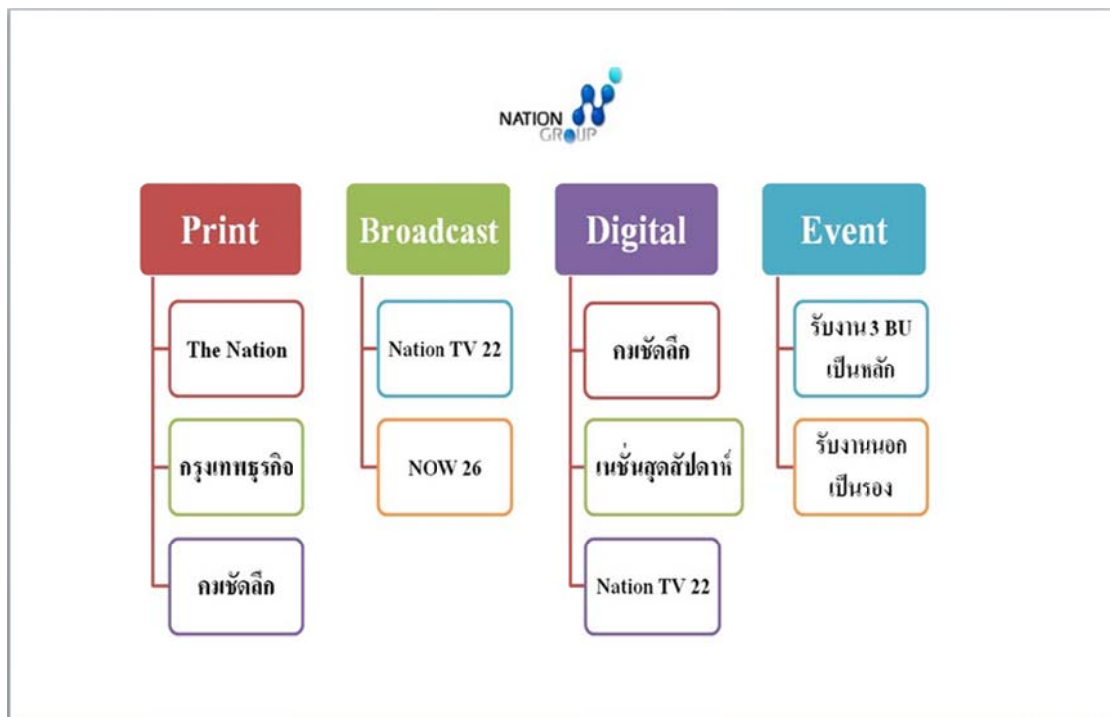 NATION
GROUP
Print
The Nation
กรุงเทพธุรกิจ
คมชัดลึก
Broadcast
Nation TV 22
NOW 26
Digital
คมชัดลึก
เนชั่นสุดสัปดาห์
Nation TV 22
Event
รับงาน 3 BU
เป็นหลัก
รับงานนอก
เป็นรอง